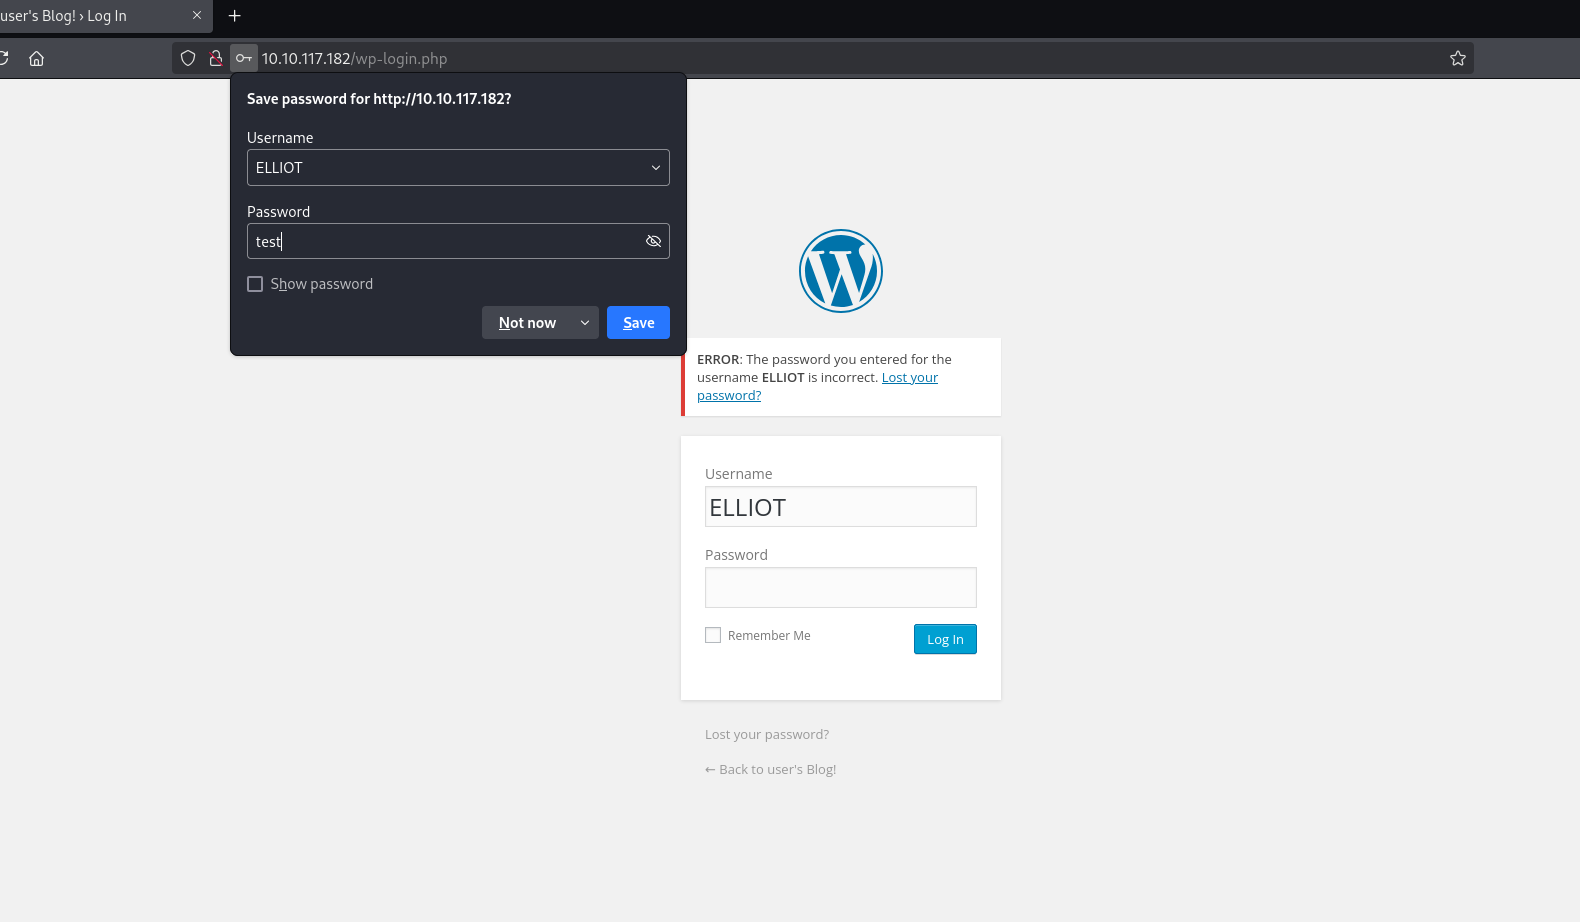 user's Blog! › Log In
10.10.117.182/wp-login.php
Save password for http://10.10.117.182?
Username
ELLIOT
Password
test
Show password
Not now
Save
ERROR: The password you entered for the
username ELLIOT is incorrect. Lost your
password?
Username
ELLIOT
Password
Remember Me
Log In
Lost your password?
← Back to user's Blog!